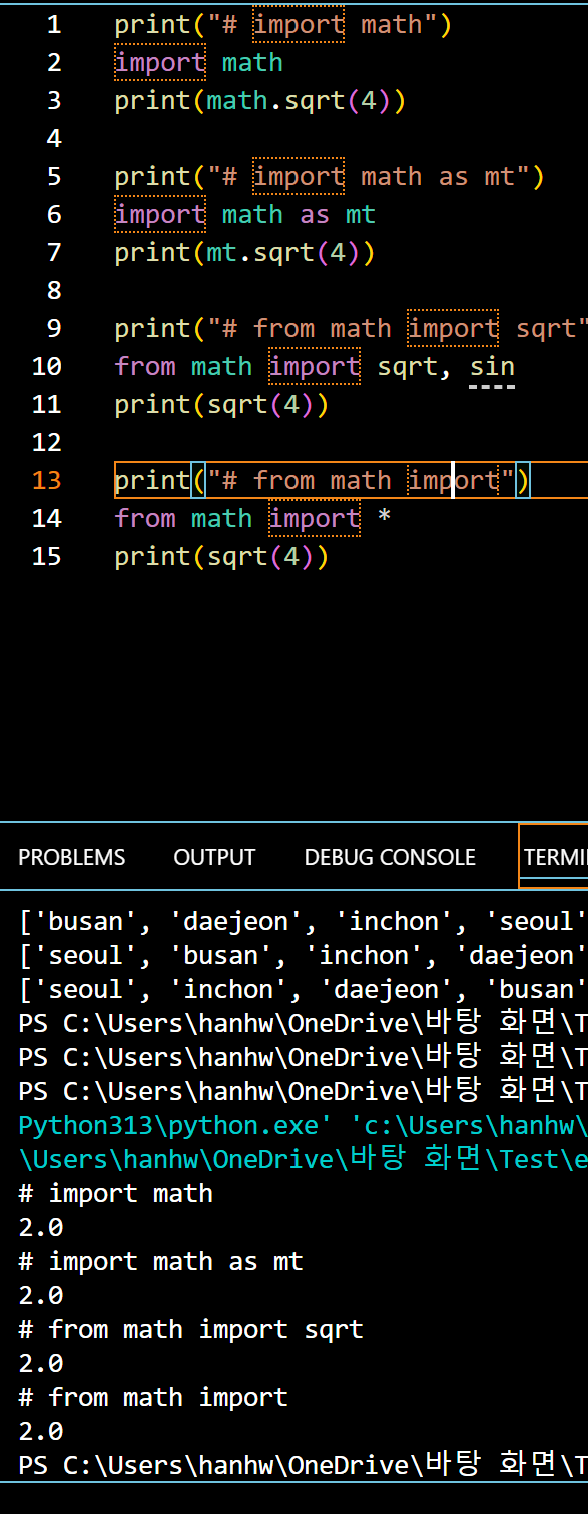 1 print("# import math")
2 import math
3 print(math.sqrt(4))
4
5 print("# import math as mt")
6 import math as mt
7 print(mt.sqrt(4))
8
9 print("# from math import sqrt"
10 from math import sqrt, sin
11 print(sqrt(4))
12
13 print("# from math import")
14 from math import *
15 print(sqrt(4))
PROBLEMS OUTPUT DEBUG CONSOLE TERMI
['busan', 'daejeon', 'inchon', 'seoul'
['seoul', 'busan', 'inchon', 'daejeon'
['seoul', 'inchon', 'daejeon', 'busan'
PS C:\Users\hanhw\OneDrive\바탕 화면\T
PS C:\Users\hanhw\OneDrive\바탕 화면\T
PS C:\Users\hanhw\OneDrive\바탕 화면\T
Python313\python.exe' 'c:\Users\hanhw\
\Users\hanhw\OneDrive\바탕 화면\Test\e
# import math
2.0
# import math as mt
2.0
# from math import sqrt
2.0
# from math import
2.0
PS C:\Users\hanhw\OneDrive\바탕 화면\T